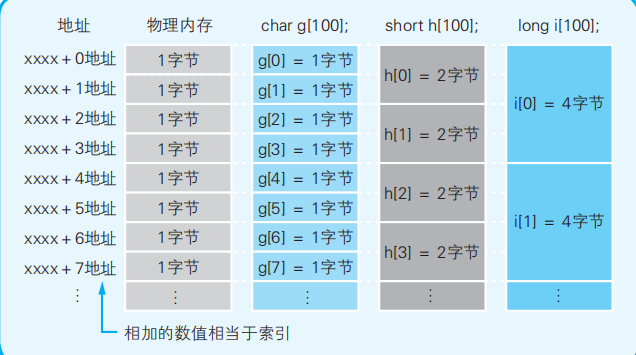 地址 物理内存 char g[100]; short h[100]; long i[100];
xxxx + 0地址 1字节 g[0] = 1字节 h[0] = 2字节 i[0] = 4字节
xxxx + 1地址 1字节 g[1] = 1字节
xxxx + 2地址 1字节 g[2] = 1字节 h[1] = 2字节
xxxx + 3地址 1字节 g[3] = 1字节
xxxx + 4地址 1字节 g[4] = 1字节 h[2] = 2字节 i[1] = 4字节
xxxx + 5地址 1字节 g[5] = 1字节
xxxx + 6地址 1字节 g[6] = 1字节 h[3] = 2字节
xxxx + 7地址 1字节 g[7] = 1字节
⋮ ⋮ ⋮ ⋮ ⋮
相加的数值相当于索引